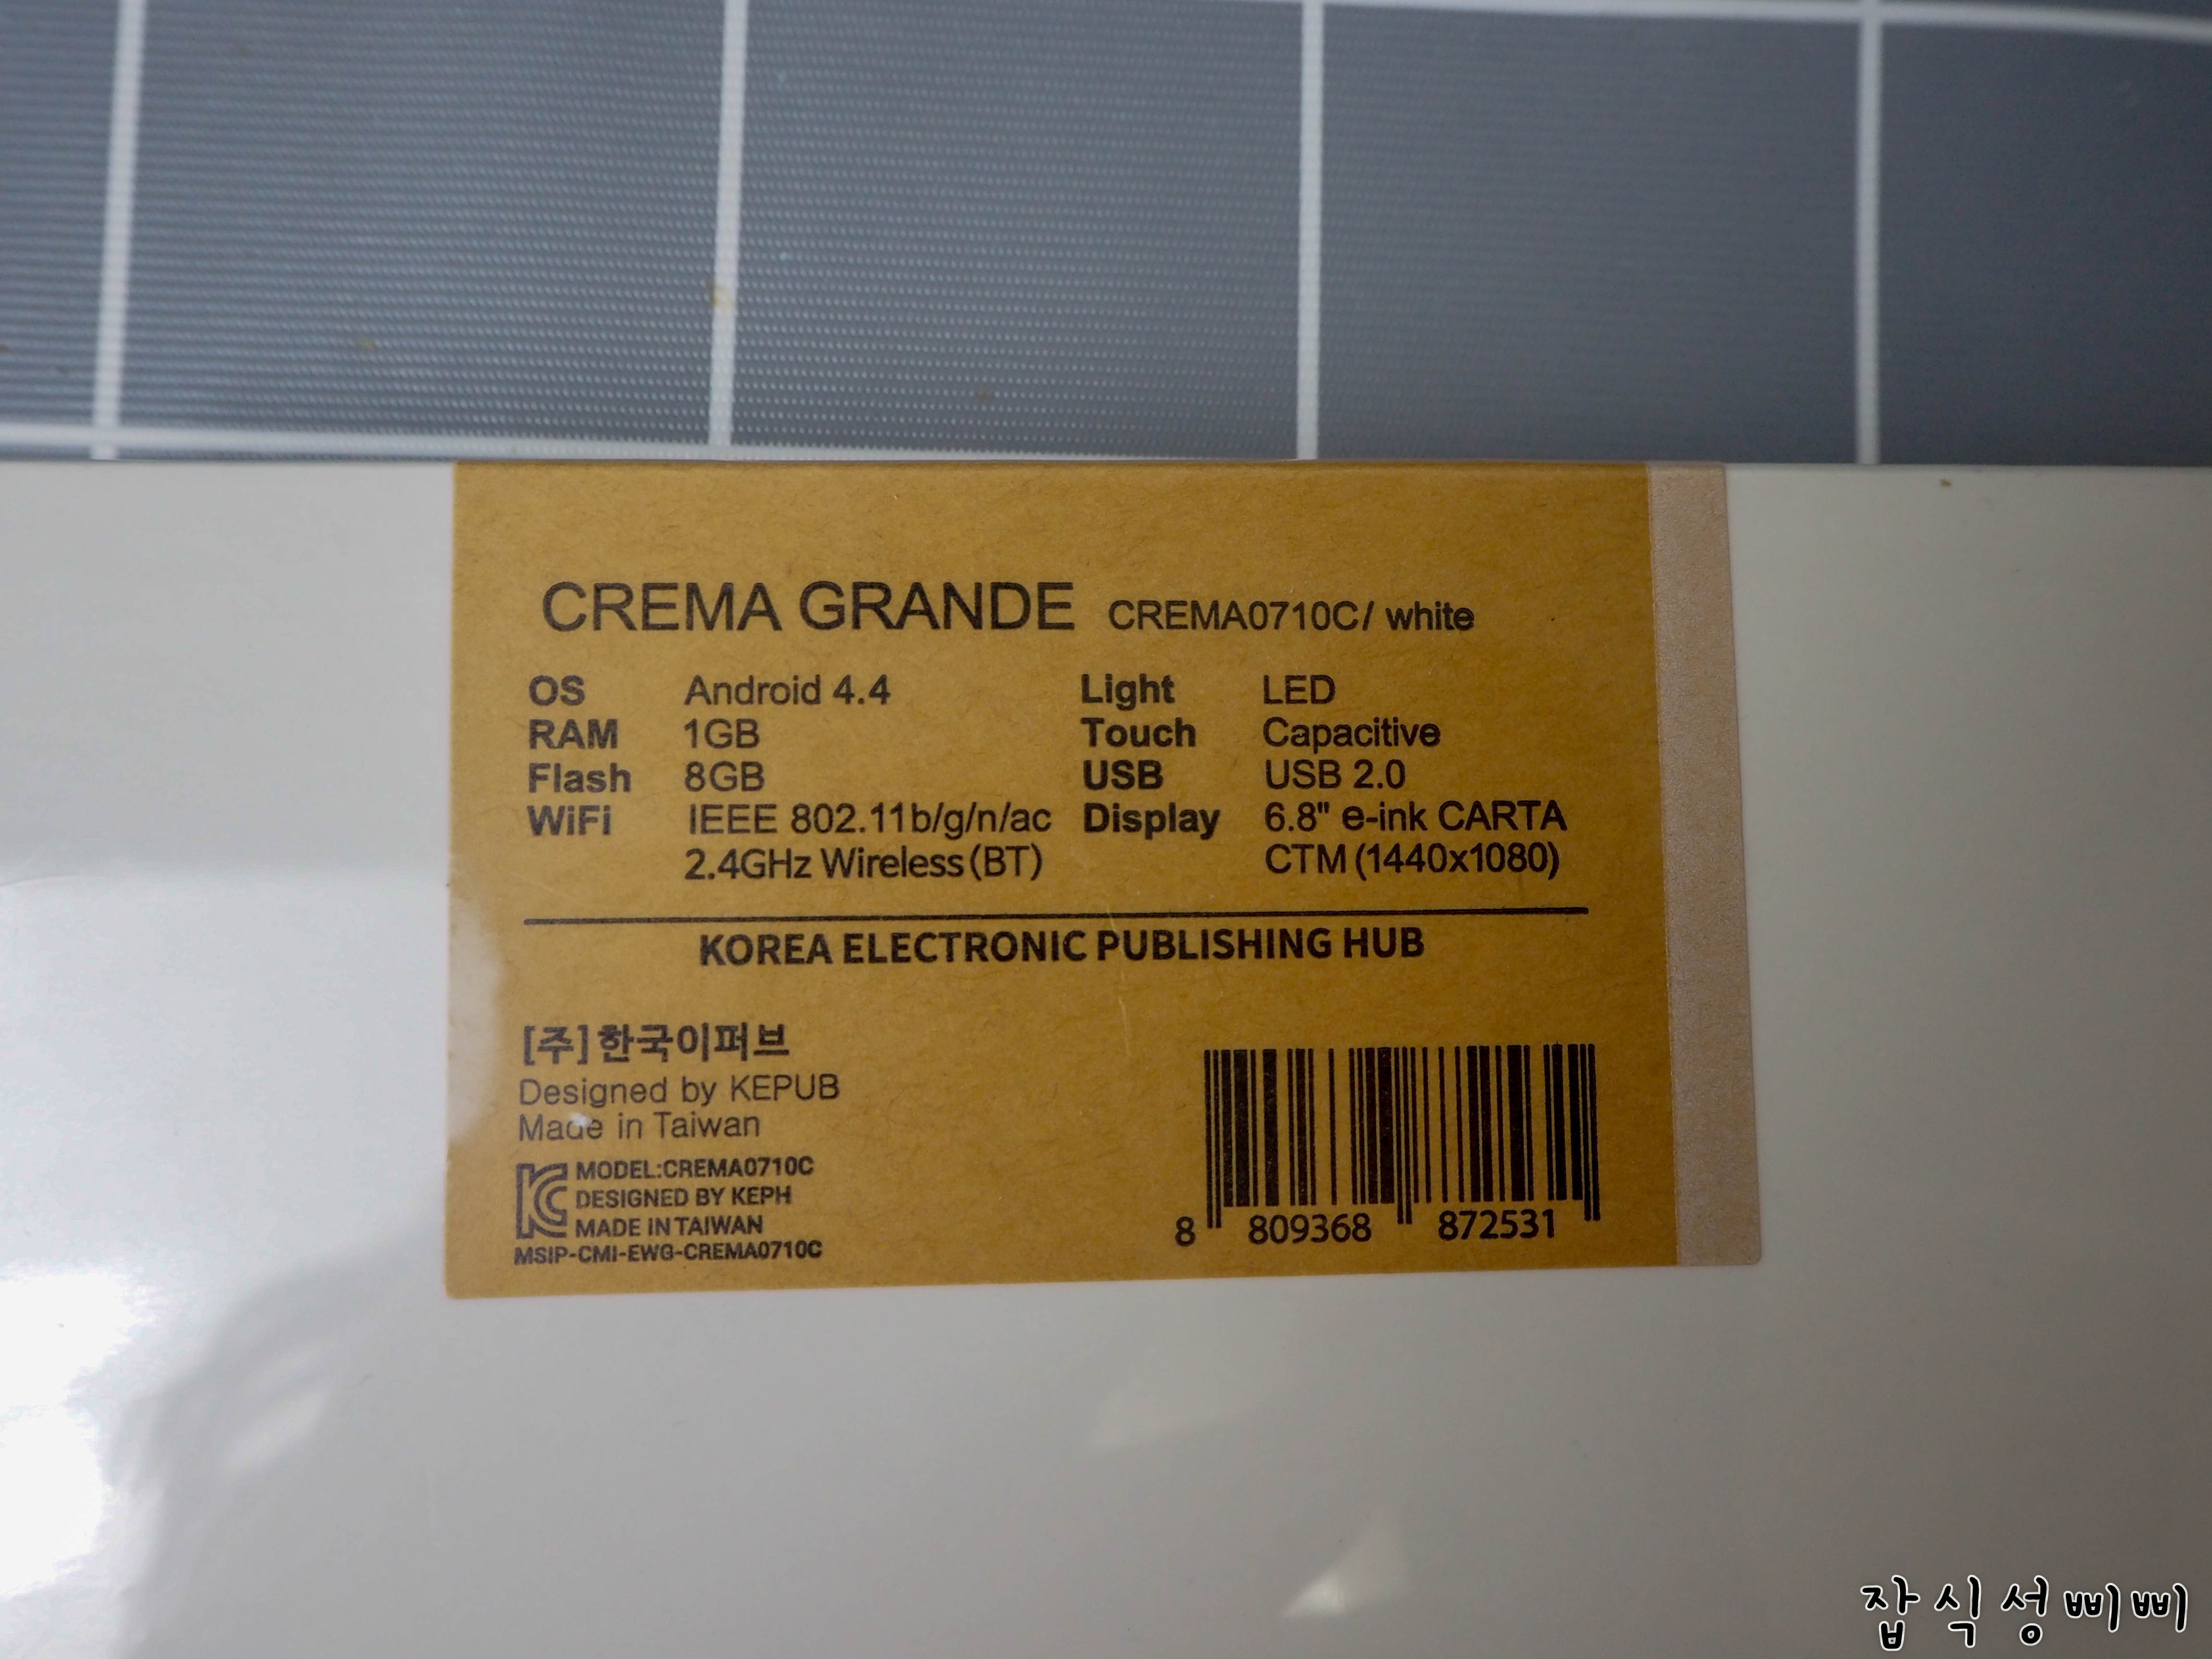 CREMA GRANDE CREMA0710C/ white
OS Android 4.4 Light LED
RAM 1GB Touch Capacitive
Flash 8GB USB USB 2.0
WiFi IEEE 802.11b/g/n/ac Display 6.8" e-ink CARTA
2.4GHz Wireless(BT) CTM (1440x1080)
KOREA ELECTRONIC PUBLISHING HUB
[주]한국이퍼브
Designed by KEPUB
Made in Taiwan
MODEL:CREMA0710C
DESIGNED BY KEPH
MADE IN TAIWAN
MSIP-CMI-EWG-CREMA0710C
8 809368 872531
잡식성삐삐